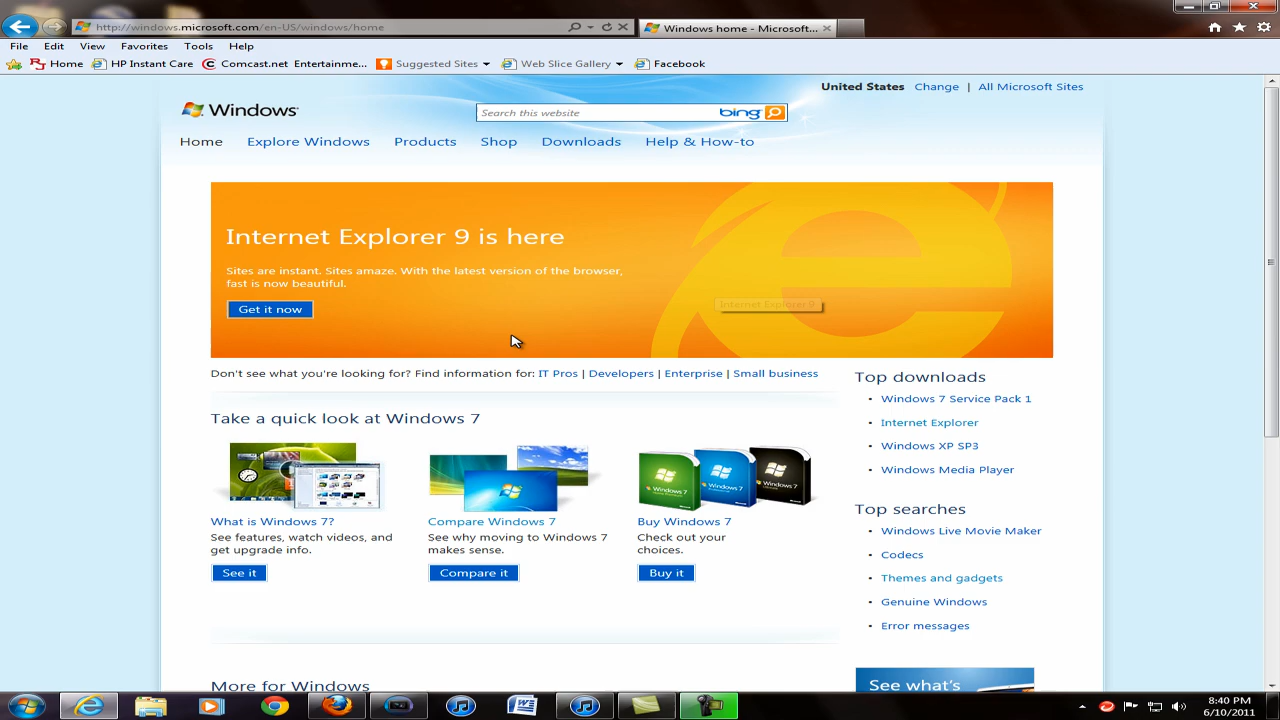 http://windows.microsoft.com/en-US/windows/home
Windows home - Microsoft...
File Edit View Favorites Tools Help
Home HP Instant Care Comcast.net Entertainme... Suggested Sites Web Slice Gallery Facebook
United States Change | All Microsoft Sites
Windows
Search this website bing
Home Explore Windows Products Shop Downloads Help & How-to
Internet Explorer 9 is here
Sites are instant. Sites amaze. With the latest version of the browser,
fast is now beautiful.
Internet Explorer 9
Get it now
Don't see what you're looking for? Find information for: IT Pros | Developers | Enterprise | Small business
Take a quick look at Windows 7
What is Windows 7?
See features, watch videos, and
get upgrade info.
See it
Compare Windows 7
See why moving to Windows 7
makes sense.
Compare it
Windows 7
Buy Windows 7
Check out your
choices.
Buy it
Top downloads
Windows 7 Service Pack 1
Internet Explorer
Windows XP SP3
Windows Media Player
Top searches
Windows Live Movie Maker
Codecs
Themes and gadgets
Genuine Windows
Error messages
More for Windows
See what's
8:40 PM
6/10/2011